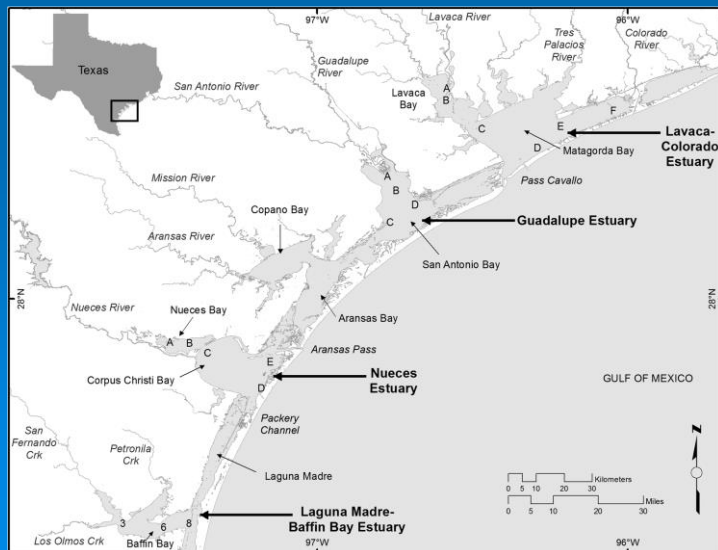 97°W
96°W
Lavaca River
Tres
Palacios
River
Colorado
River
Guadalupe
River
Texas
San Antonio River
Lavaca
Bay
A
B
C
F
E
D
Lavaca-
Colorado
Estuary
Matagorda Bay
Mission River
A
B
D
C
Pass Cavallo
Guadalupe Estuary
Copano Bay
Aransas River
San Antonio Bay
28°N
28°N
Nueces River
Nueces Bay
Aransas Bay
A
B
C
Aransas Pass
E
D
Corpus Christi Bay
Nueces
Estuary
GULF OF MEXICO
Packery
Channel
San
Fernando
Crk
Petronila
Crk
Laguna Madre
N
0 5 10 20 30 Kilometers
0 5 10 20 30 Miles
3
6
8
Laguna Madre-
Baffin Bay Estuary
Los Olmos Crk
Baffin Bay
97°W
96°W